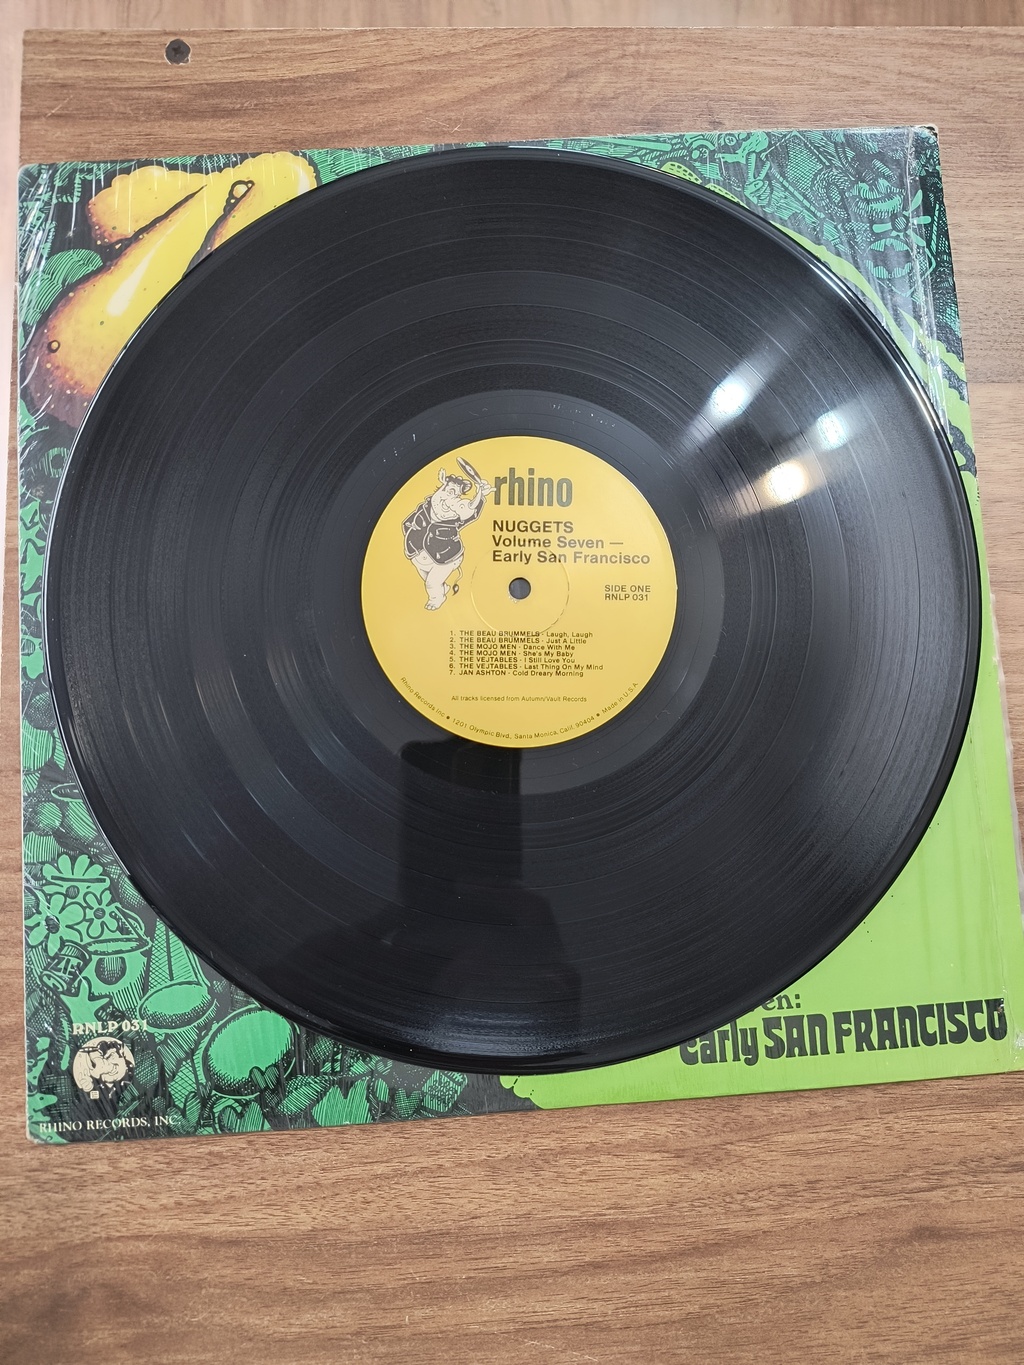 rhino
NUGGETS
Volume Seven —
Early San Francisco
SIDE ONE
RNLP 031
1. THE BEAU BRUMMELS - Laugh, Laugh
2. THE BEAU BRUMMELS - Just A Little
3. THE MOJO MEN - Dance With Me
4. THE MOJO MEN - She's My Baby
5. THE VEJTABLES - I Still Love You
6. THE VEJTABLES - Last Thing On My Mind
7. JAN ASHTON - Cold Dreary Morning
All tracks licensed from Autumn/Vault Records
Rhino Records Inc • 1201 Olympic Blvd., Santa Monica, Calif. 90404 • Made in U.S.A.
en:
early SAN FRANCISCO
RNLP 031
RHINO RECORDS, INC.